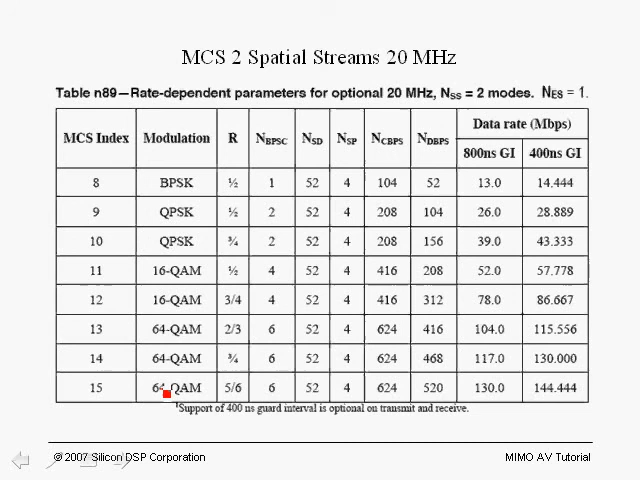 MCS 2 Spatial Streams 20 MHz
Table n89—Rate-dependent parameters for optional 20 MHz, NSS = 2 modes. NES = 1.
MCS Index Modulation R NBPSC NSD NSP NCBPS NDBPS Data rate (Mbps)
800ns GI 400ns GI
8 BPSK ½ 1 52 4 104 52 13.0 14.444
9 QPSK ½ 2 52 4 208 104 26.0 28.889
10 QPSK ¾ 2 52 4 208 156 39.0 43.333
11 16-QAM ½ 4 52 4 416 208 52.0 57.778
12 16-QAM 3/4 4 52 4 416 312 78.0 86.667
13 64-QAM 2/3 6 52 4 624 416 104.0 115.556
14 64-QAM ¾ 6 52 4 624 468 117.0 130.000
15 64-QAM 5/6 6 52 4 624 520 130.0 144.444
¹Support of 400 ns guard interval is optional on transmit and receive.
© 2007 Silicon DSP Corporation MIMO AV Tutorial